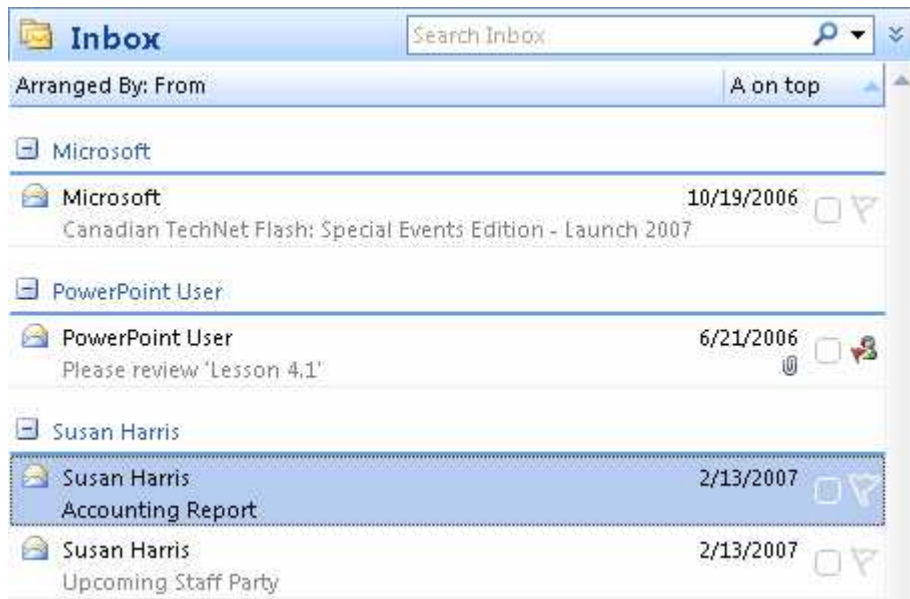 Inbox
Search Inbox
Arranged By: From A on top
Microsoft
Microsoft 10/19/2006
Canadian TechNet Flash: Special Events Edition - Launch 2007
PowerPoint User
PowerPoint User 6/21/2006
Please review 'Lesson 4.1'
Susan Harris
Susan Harris 2/13/2007
Accounting Report
Susan Harris 2/13/2007
Upcoming Staff Party